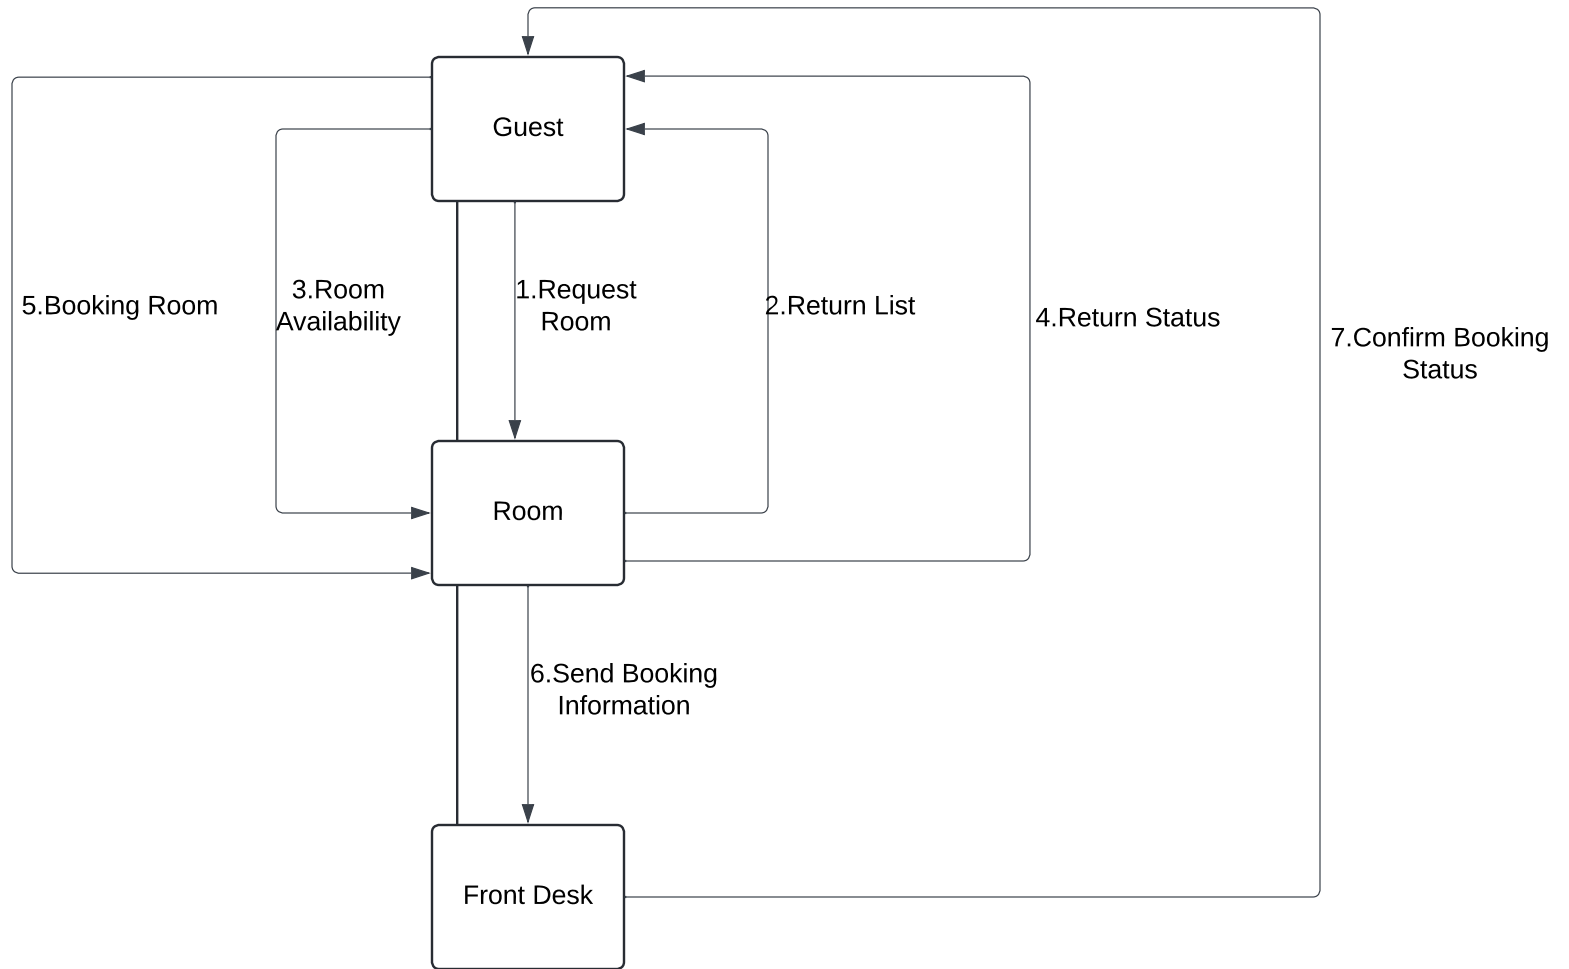 Guest
5.Booking Room
3.Room
Availability
1.Request
Room
2.Return List
4.Return Status
7.Confirm Booking
Status
Room
6.Send Booking
Information
Front Desk